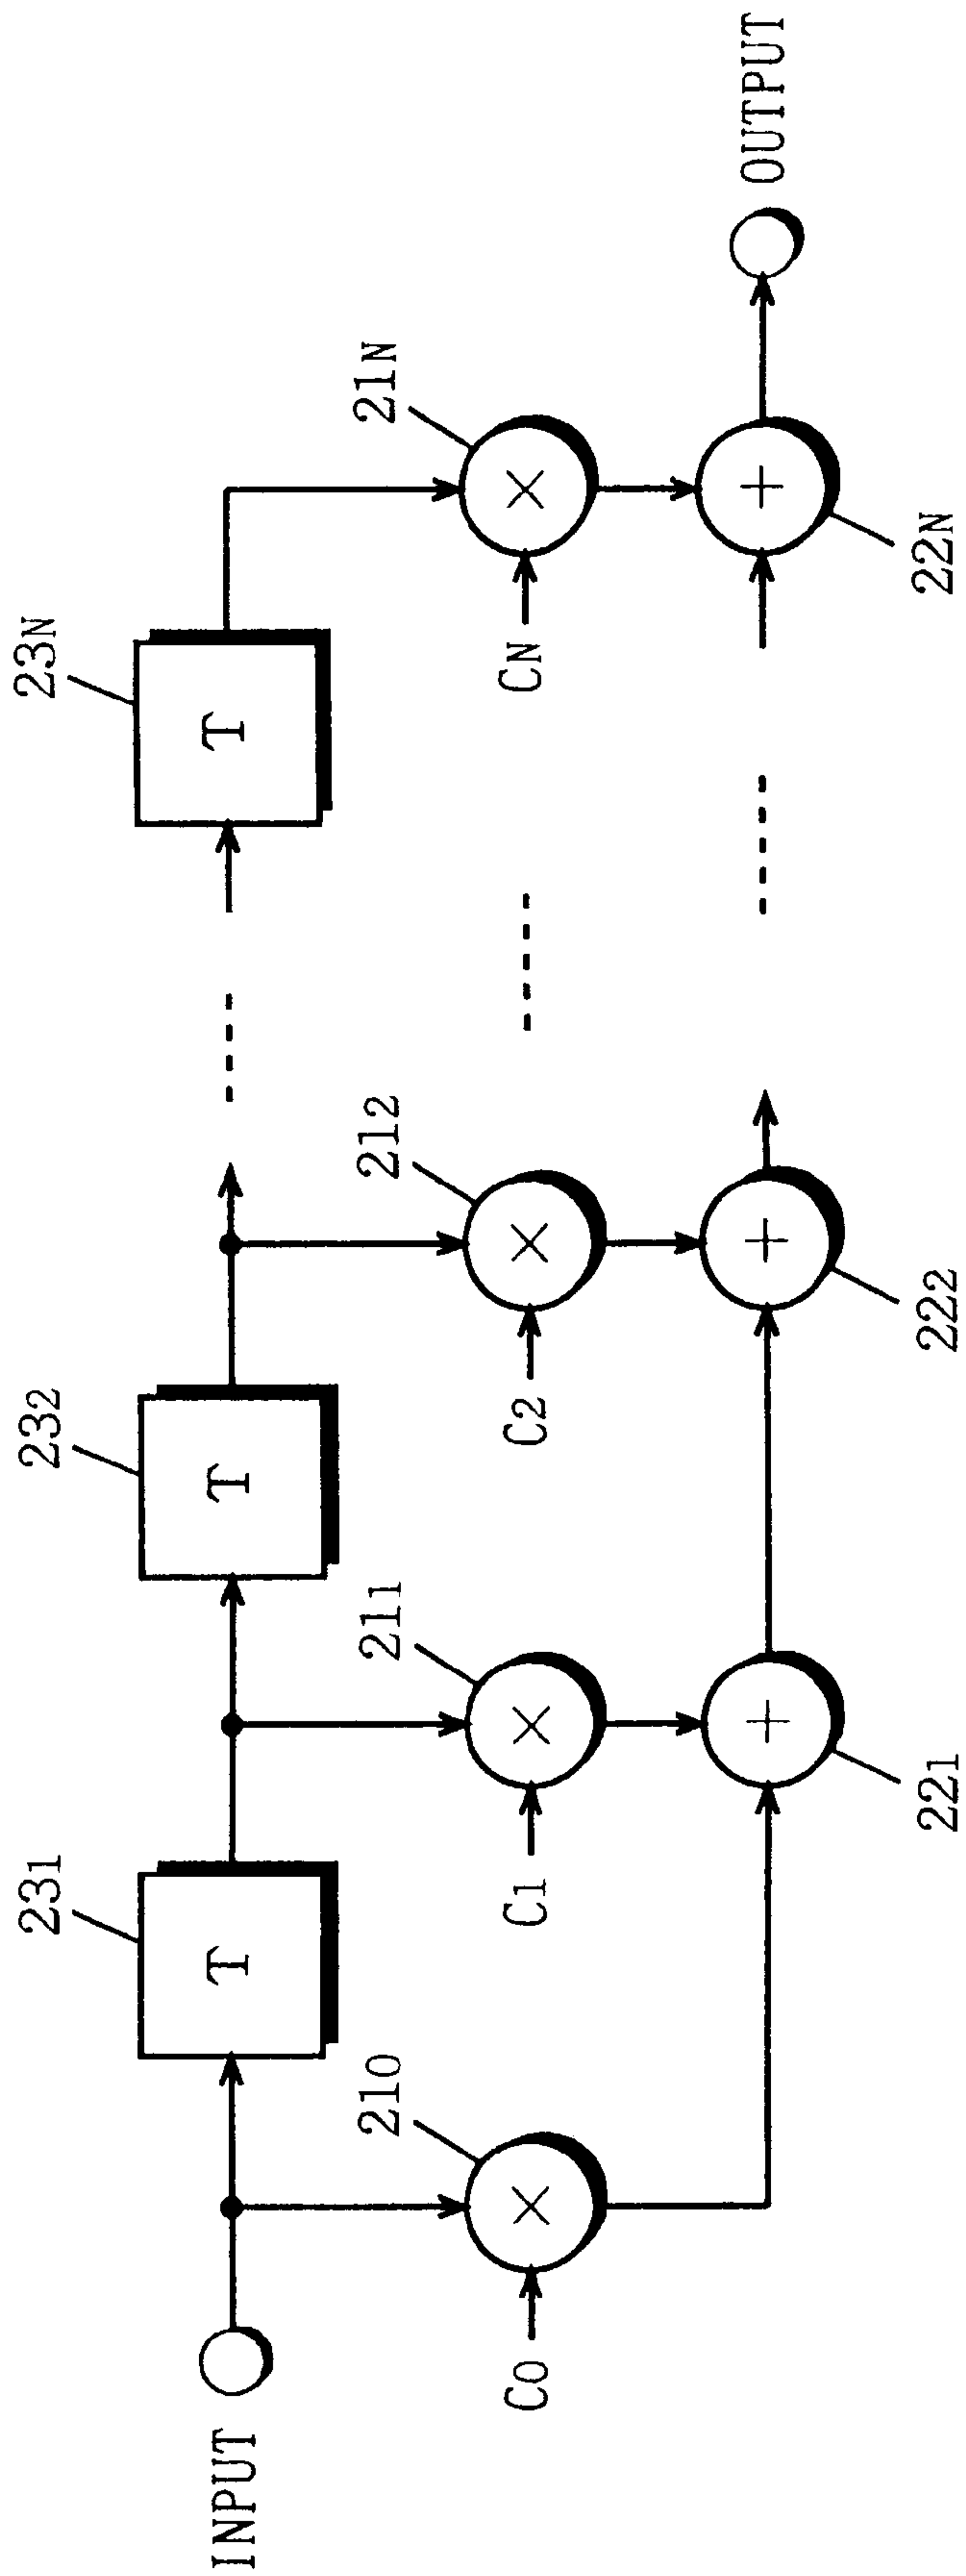 23₁
23₂
23N
INPUT
T
T
T
21₀
21₁
21₂
21N
×
×
×
×
C₀
C₁
C₂
CN
+
+
+
OUTPUT
22₁
22₂
22N